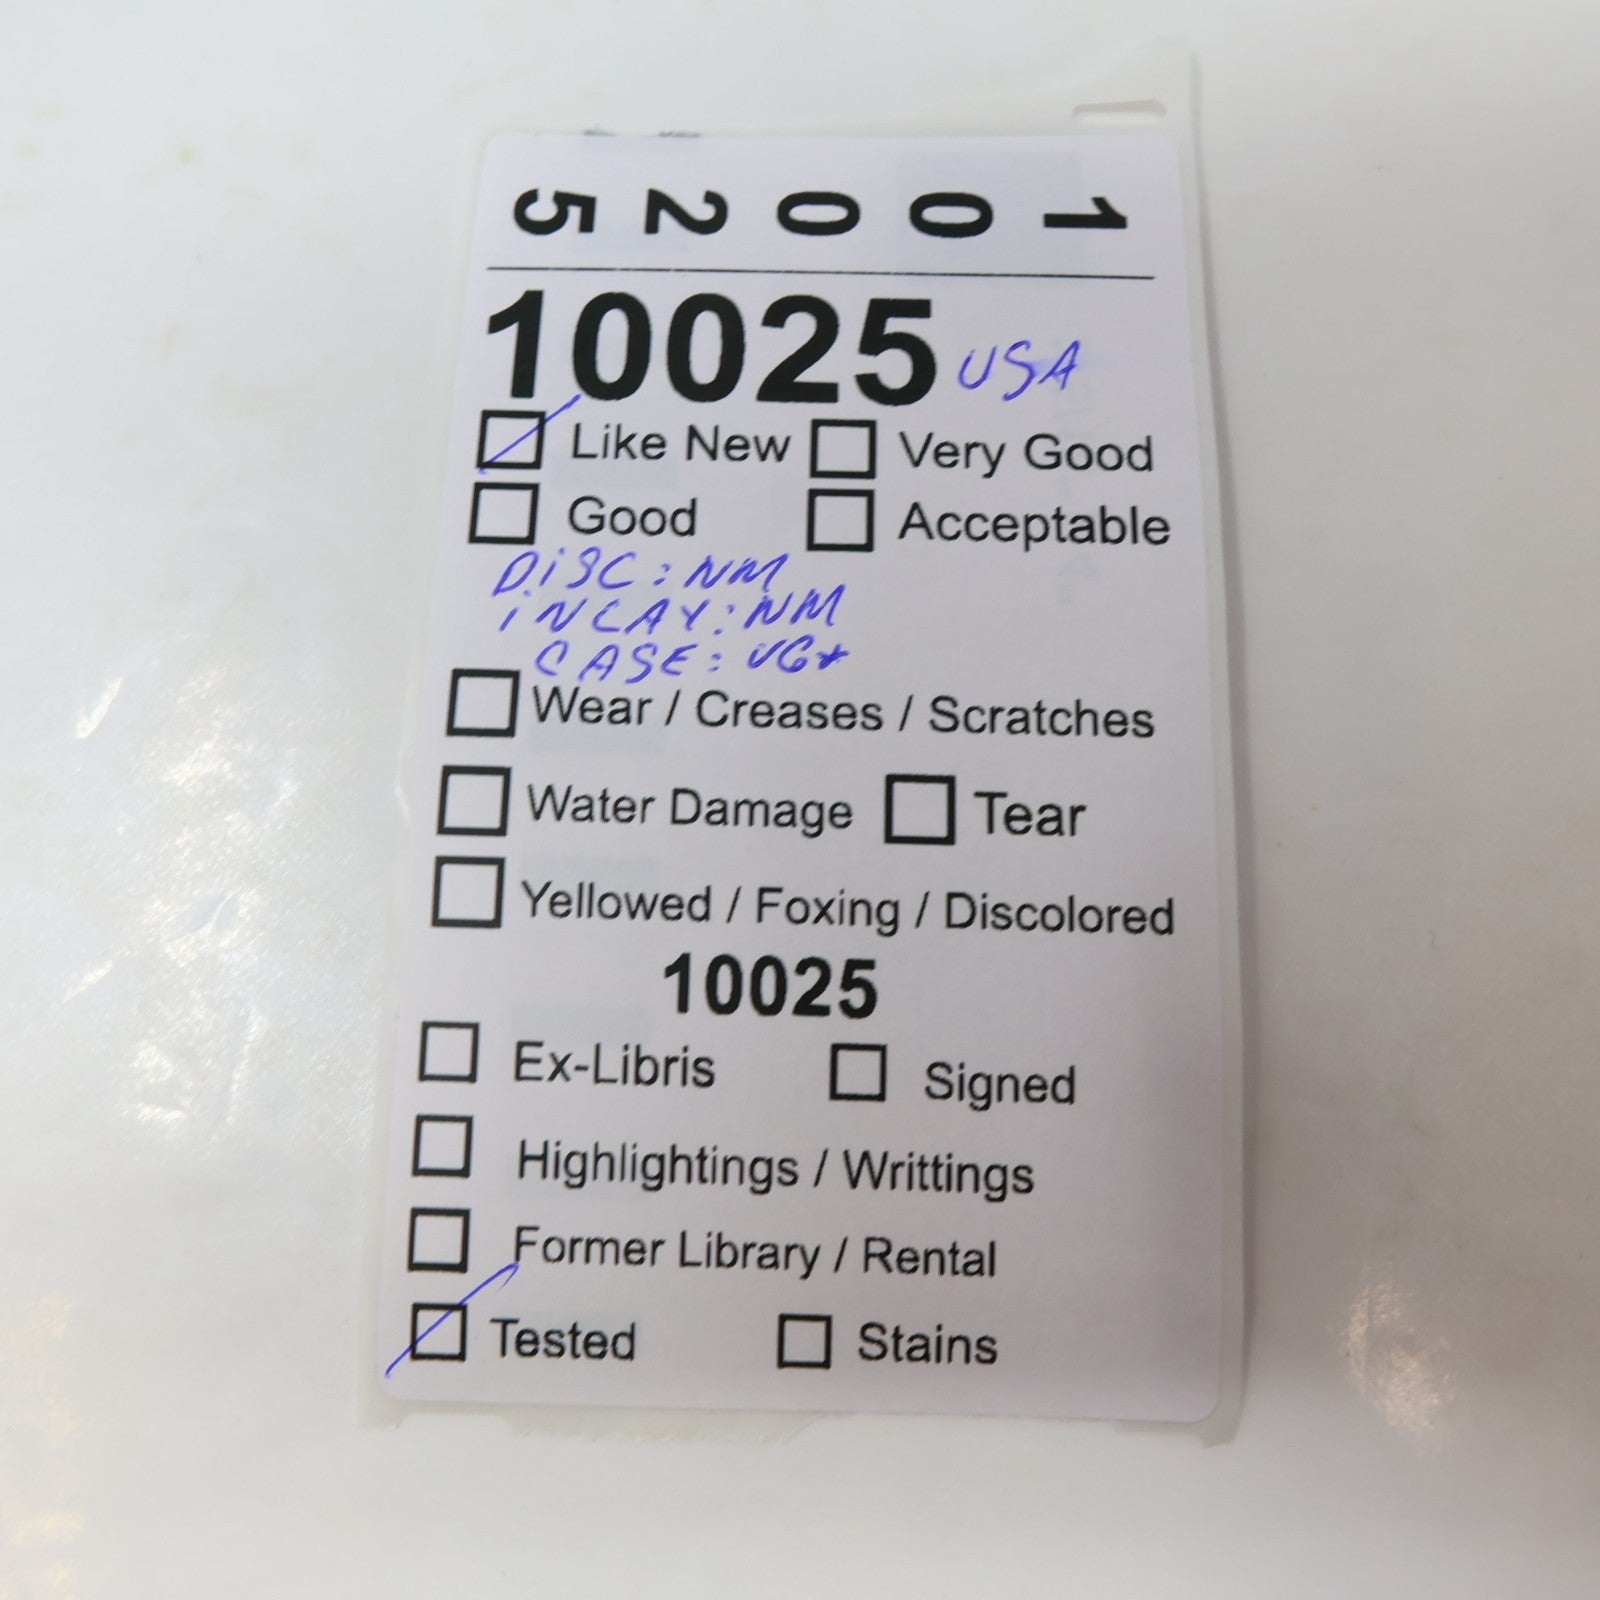 10025
10025 USA
Like New Very Good
Good Acceptable
DiSC: NM
iNLAY: NM
CASE: VG+
Wear / Creases / Scratches
Water Damage Tear
Yellowed / Foxing / Discolored
10025
Ex-Libris Signed
Highlightings / Writtings
Former Library / Rental
Tested Stains